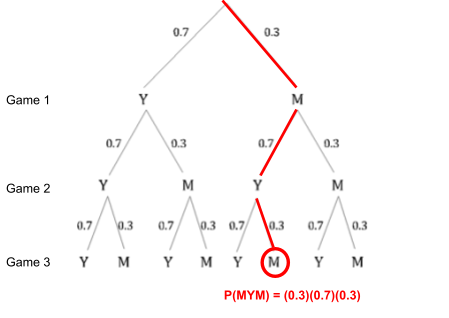 0.7 0.3
Game 1 Y M
0.7 0.3 0.7 0.3
Game 2 Y M Y M
0.7 0.3 0.7 0.3 0.7 0.3 0.7 0.3
Game 3 Y M Y M Y M Y M
P(MYM) = (0.3)(0.7)(0.3)